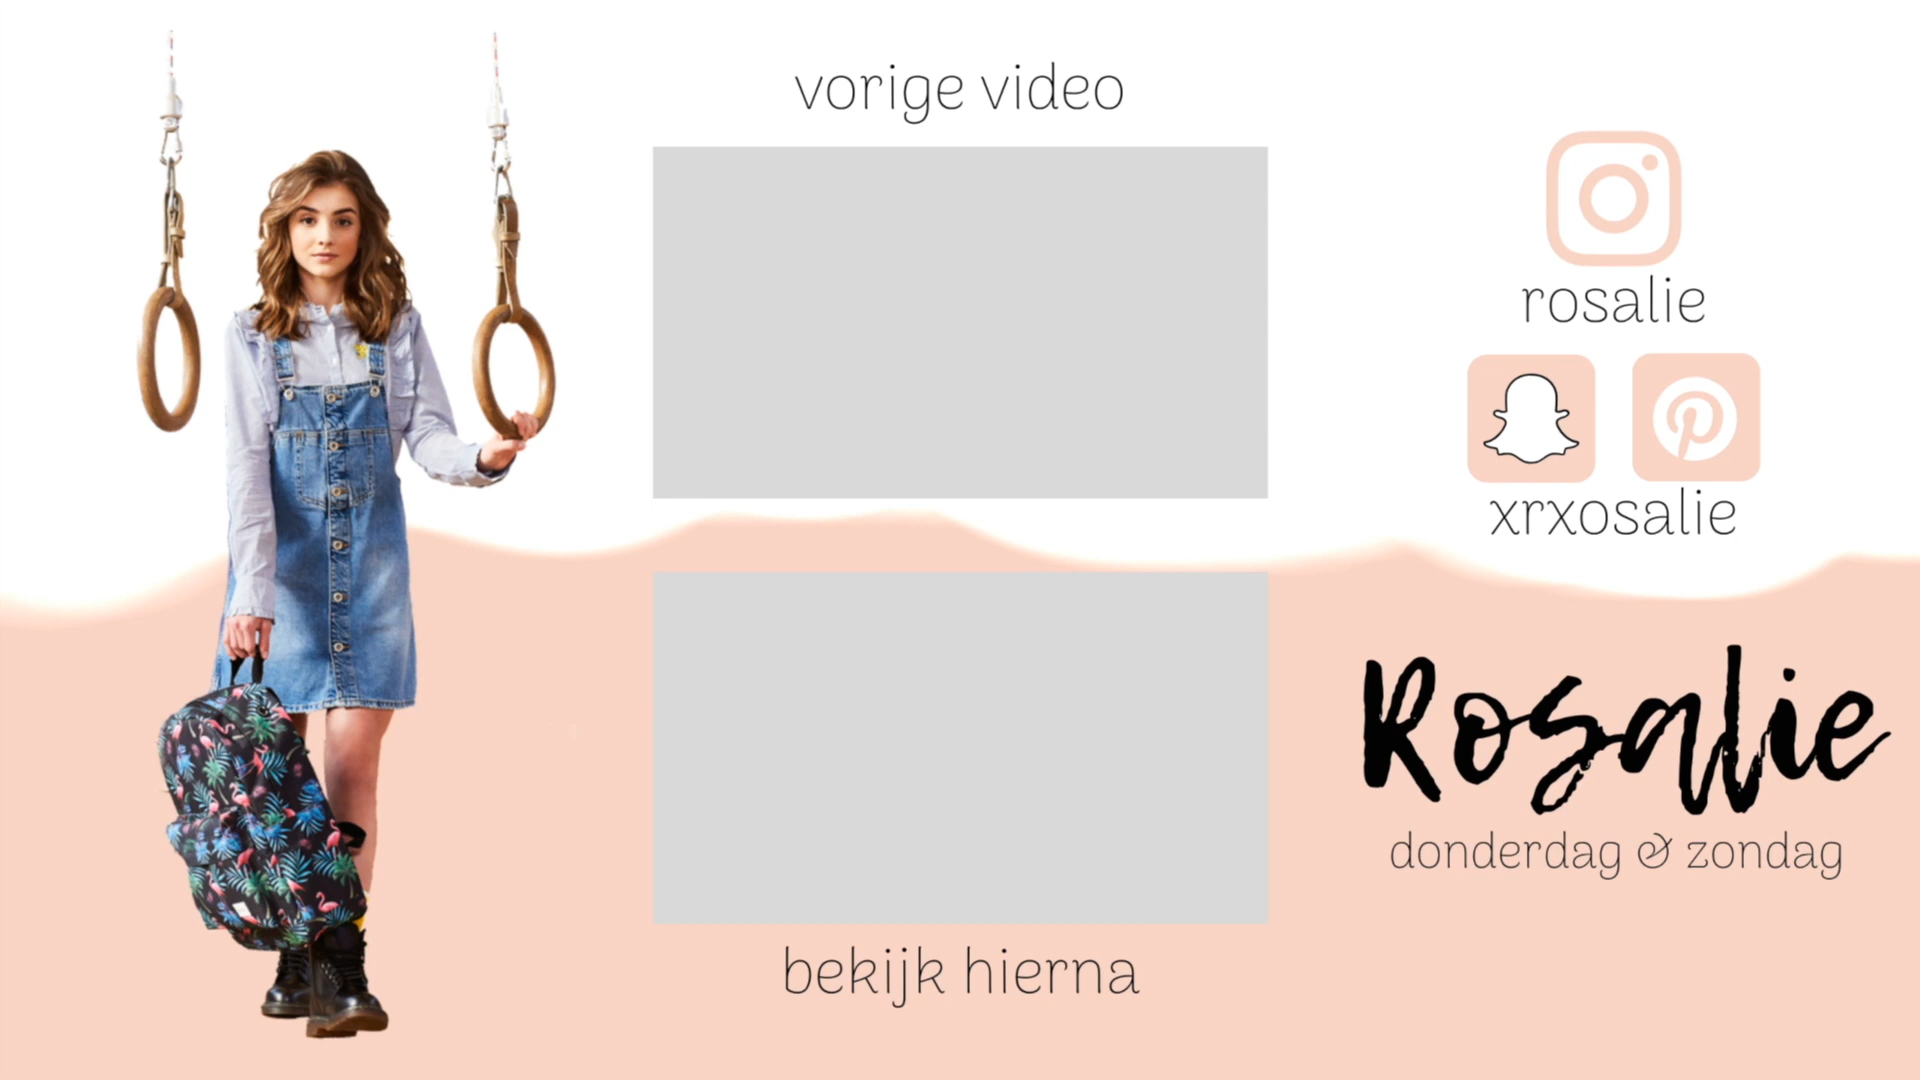 vorige video
rosalie
xrxosalie
Rosalie
donderdag & zondag
bekijk hierna